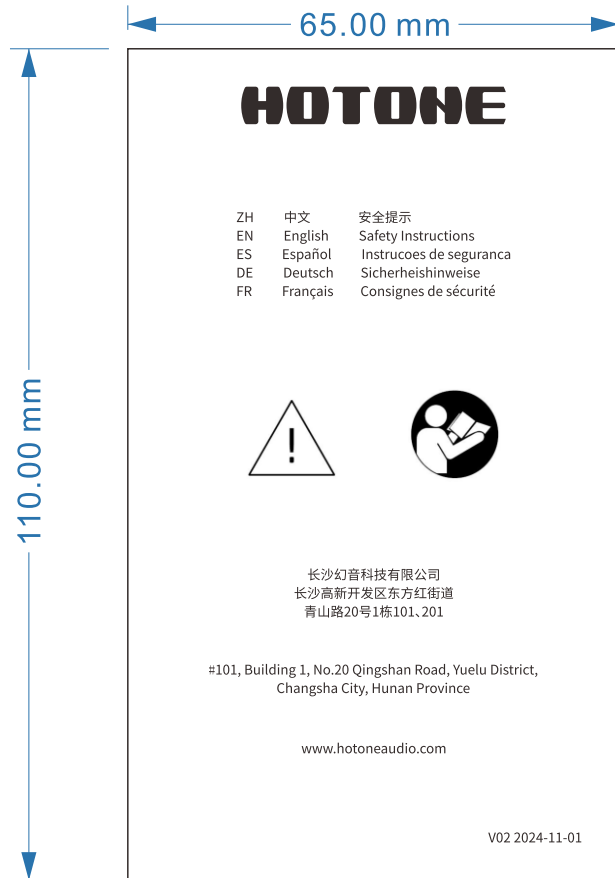 65.00 mm
110.00 mm
HOTONE
ZH 中文 安全提示
EN English Safety Instructions
ES Español Instrucoes de seguranca
DE Deutsch Sicherheishinweise
FR Français Consignes de sécurité
!
长沙幻音科技有限公司
长沙高新开发区东方红街道
青山路20号1栋101、201
#101, Building 1, No.20 Qingshan Road, Yuelu District,
Changsha City, Hunan Province
www.hotoneaudio.com
V02 2024-11-01